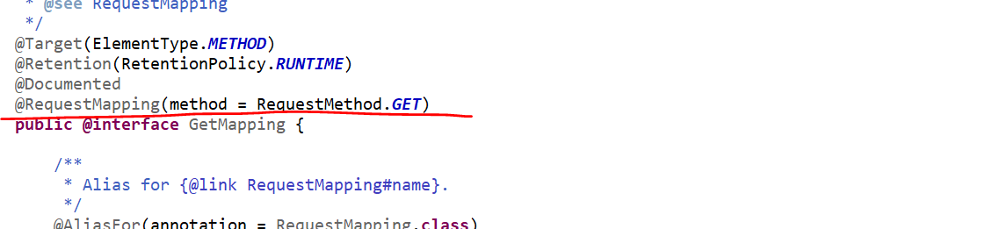 * @see RequestMapping
*/
@Target(ElementType.METHOD)
@Retention(RetentionPolicy.RUNTIME)
@Documented
@RequestMapping(method = RequestMethod.GET)
public @interface GetMapping {
/**
* Alias for {@link RequestMapping#name}.
*/
@AliasFor(annotation = RequestMapping.class)